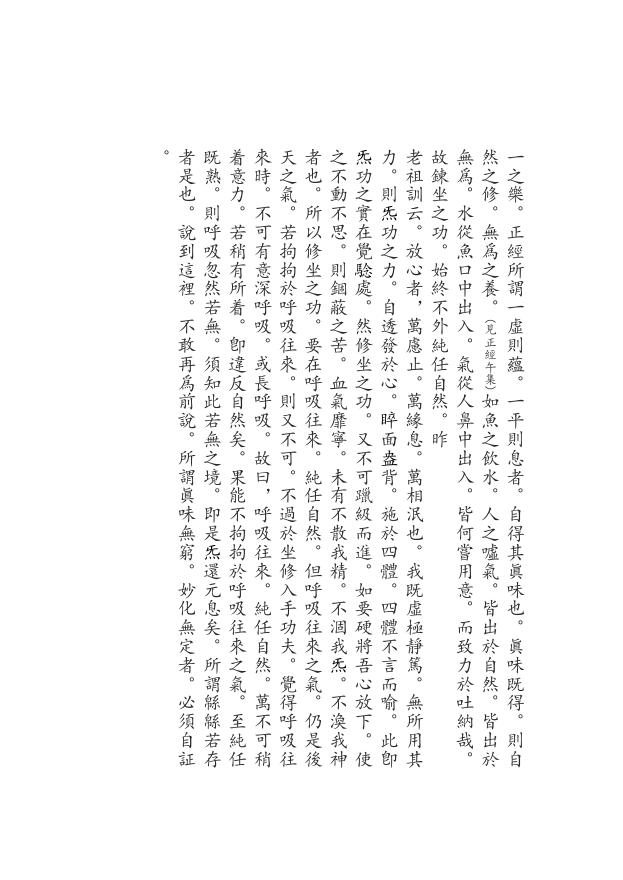 一之樂。正經所謂一虛則蘊。一平則息者。自得其眞味也。眞味既得。則自
然之修。無爲之養。(見正經午集)如魚之飲水。人之噓氣。皆出於自然。皆出於
無爲。水從魚口中出入。氣從人鼻中出入。皆何嘗用意。而致力於吐納哉。
故鍊坐之功。始終不外純任自然。昨
老祖訓云。放心者，萬慮止。萬緣息。萬相泯也。我既虛極靜篤。無所用其
力。則炁功之力。自透發於心。睟面盎背。施於四體。四體不言而喻。此卽
炁功之實在覺騐處。然修坐之功。又不可躐級而進。如要硬將吾心放下。使
之不動不思。則錮蔽之苦。血氣靡寧。未有不散我精。不涸我炁。不渙我神
者也。所以修坐之功。要在呼吸往來。純任自然。但呼吸往來之氣。仍是後
天之氣。若拘拘於呼吸往來。則又不可。不過於坐修入手功夫。覺得呼吸往
來時。不可有意深呼吸。或長呼吸。故曰，呼吸往來。純任自然。萬不可稍
着意力。若稍有所着。卽違反自然矣。果能不拘拘於呼吸往來之氣。至純任
既熟。則呼吸忽然若無。須知此若無之境。即是炁還元息矣。所謂緜緜若存
者是也。說到這裡。不敢再爲前說。所謂眞味無窮。妙化無定者。必須自証
。